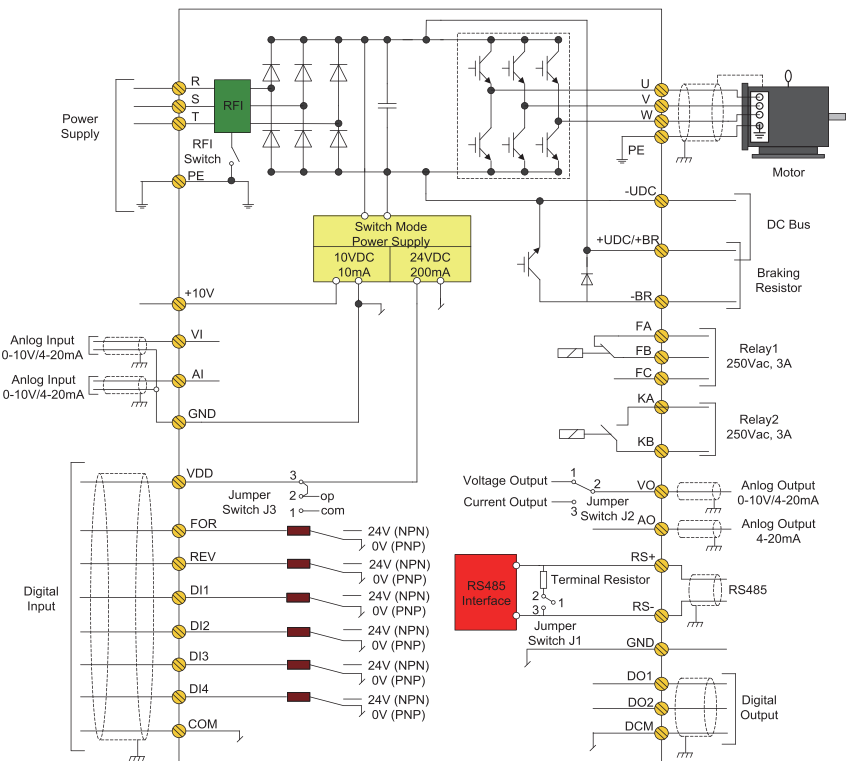 Power
Supply
R
S
T
RFI
RFI
Switch
PE
U
V
W
PE
Motor
-UDC
DC Bus
+UDC/+BR
Braking
Resistor
-BR
Switch Mode
Power Supply
10VDC
10mA
24VDC
200mA
+10V
Anlog Input
0-10V/4-20mA
VI
Anlog Input
0-10V/4-20mA
AI
GND
FA
FB
FC
Relay1
250Vac, 3A
KA
KB
Relay2
250Vac, 3A
VDD
Jumper
Switch J3
3
2
op
1
com
Voltage Output
1
2
Current Output
3
Jumper
Switch J2
VO
Anlog Output
0-10V/4-20mA
AO
Anlog Output
4-20mA
Digital
Input
FOR
24V (NPN)
0V (PNP)
REV
24V (NPN)
0V (PNP)
DI1
24V (NPN)
0V (PNP)
DI2
24V (NPN)
0V (PNP)
DI3
24V (NPN)
0V (PNP)
DI4
24V (NPN)
0V (PNP)
COM
RS485
Interface
Terminal Resistor
2
1
3
Jumper
Switch J1
RS+
RS-
RS485
GND
DO1
DO2
DCM
Digital
Output